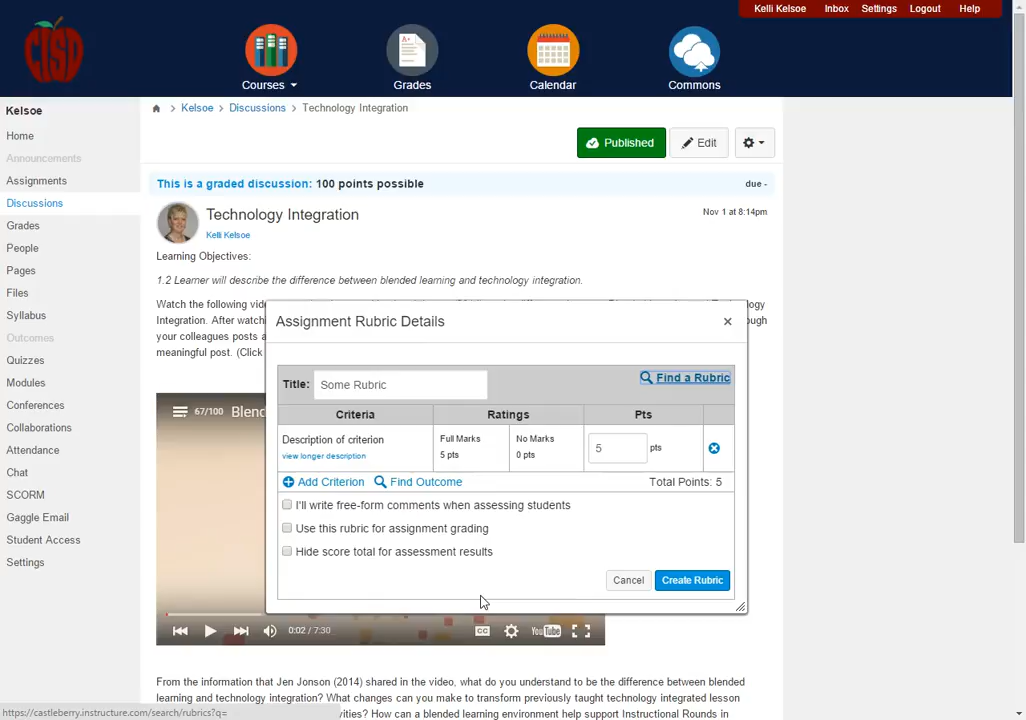 Kelli Kelsoe Inbox Settings Logout Help
CISD
Courses Grades Calendar Commons
Kelsoe
Home
Announcements
Assignments
Discussions
Grades
People
Pages
Files
Syllabus
Outcomes
Quizzes
Modules
Conferences
Collaborations
Attendance
Chat
SCORM
Gaggle Email
Student Access
Settings
Kelsoe > Discussions > Technology Integration
Published Edit
This is a graded discussion: 100 points possible due -
Technology Integration Nov 1 at 8:14pm
Kelli Kelsoe
Learning Objectives:
1.2 Learner will describe the difference between blended learning and technology integration.
Watch the following vide
Integration. After watch
your colleagues posts a
meaningful post. (Click
67/100 Blen
Assignment Rubric Details ×
Title: Some Rubric Find a Rubric
Criteria Ratings Pts
Description of criterion
view longer description
Full Marks
5 pts
No Marks
0 pts
5 pts
Add Criterion Find Outcome Total Points: 5
I'll write free-form comments when assessing students
Use this rubric for assignment grading
Hide score total for assessment results
Cancel Create Rubric
0:02 / 7:30 CC YouTube
From the information that Jen Jonson (2014) shared in the video, what do you understand to be the difference between blended
learning and technology integration? What changes can you make to transform previously taught technology integrated lesson
vities? How can a blended learning environment help support Instructional Rounds in
https://castleberry.instructure.com/search/rubrics?q=